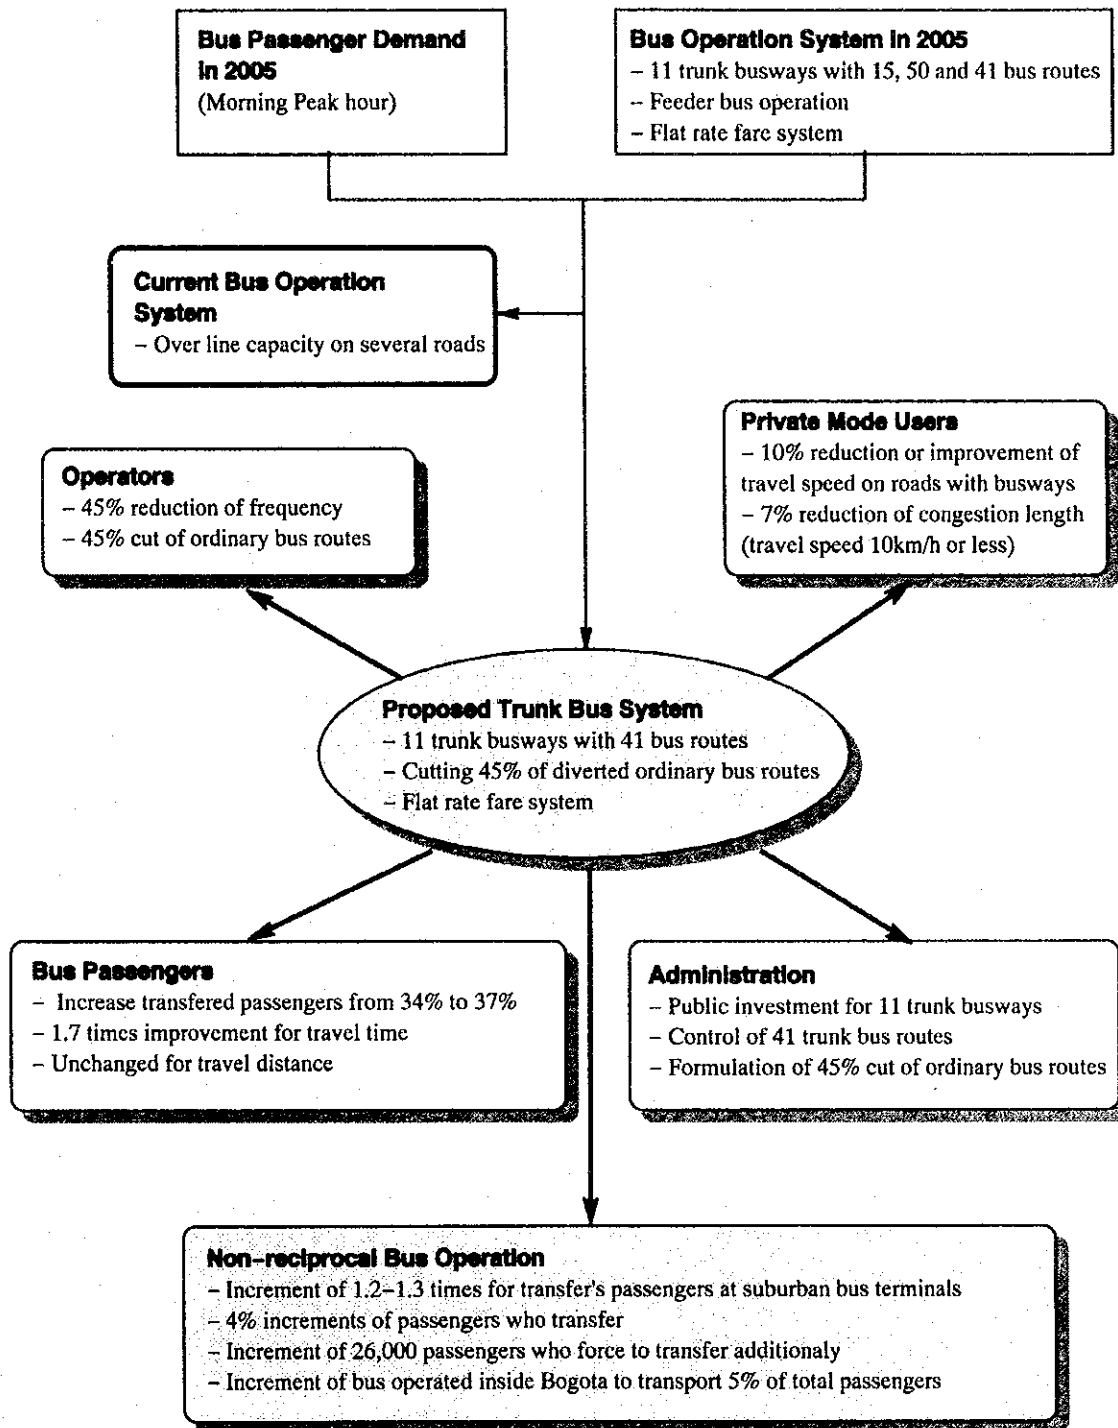 Bus Passenger Demand
in 2005
(Morning Peak hour)
Bus Operation System in 2005
– 11 trunk busways with 15, 50 and 41 bus routes
– Feeder bus operation
– Flat rate fare system
Current Bus Operation
System
– Over line capacity on several roads
Private Mode Users
– 10% reduction or improvement of
travel speed on roads with busways
– 7% reduction of congestion length
(travel speed 10km/h or less)
Operators
– 45% reduction of frequency
– 45% cut of ordinary bus routes
Proposed Trunk Bus System
– 11 trunk busways with 41 bus routes
– Cutting 45% of diverted ordinary bus routes
– Flat rate fare system
Bus Passengers
– Increase transfered passengers from 34% to 37%
– 1.7 times improvement for travel time
– Unchanged for travel distance
Administration
– Public investment for 11 trunk busways
– Control of 41 trunk bus routes
– Formulation of 45% cut of ordinary bus routes
Non-reciprocal Bus Operation
– Increment of 1.2–1.3 times for transfer's passengers at suburban bus terminals
– 4% increments of passengers who transfer
– Increment of 26,000 passengers who force to transfer additionaly
– Increment of bus operated inside Bogota to transport 5% of total passengers